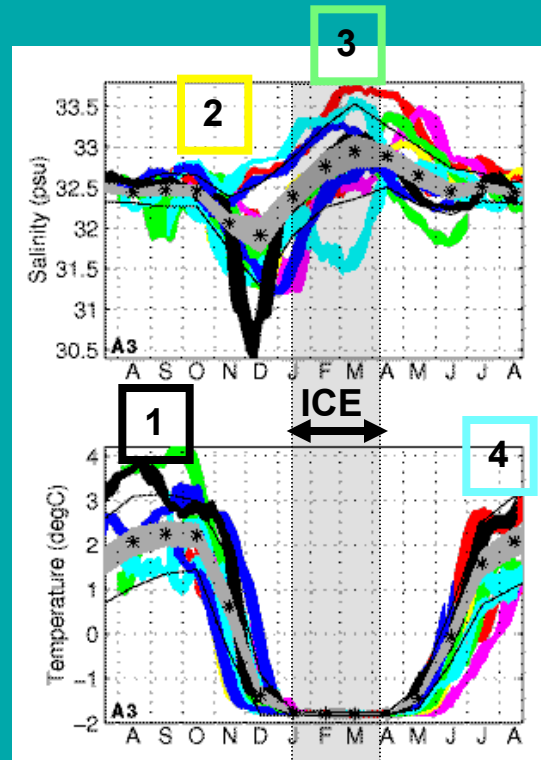 3
2
33.5
33
32.5
32
31.5
31
30.5
Salinity (psu)
A3
A S O N D J F M A M J J A
ICE
1
4
4
3
2
1
0
−1
−2
Temperature (degC)
A3
A S O N D J F M A M J J A